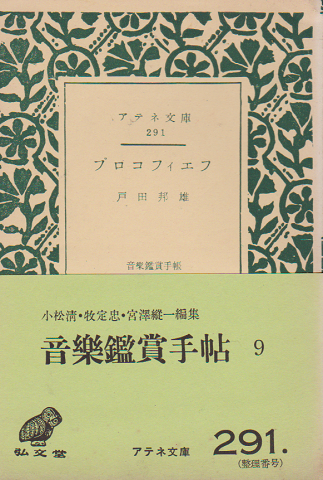 アテネ文庫
291
プロコフィエフ
戸田邦雄
音楽鑑賞手帳
小松淸・牧定忠・宮澤縱一編集
音樂鑑賞手帖 9
弘文堂
アテネ文庫
291.
(整理番号)